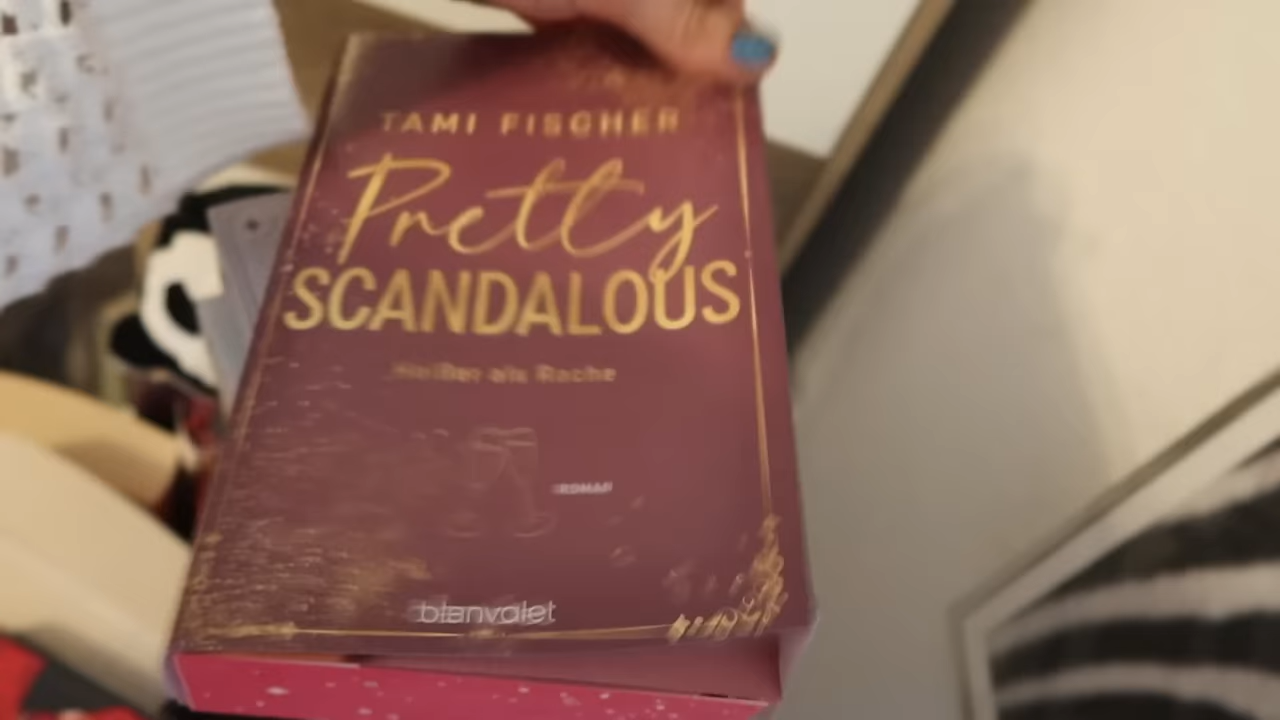 TAMI FISCHER
Pretty
SCANDALOUS
Heißer als Rache
ROMAN
blanvalet